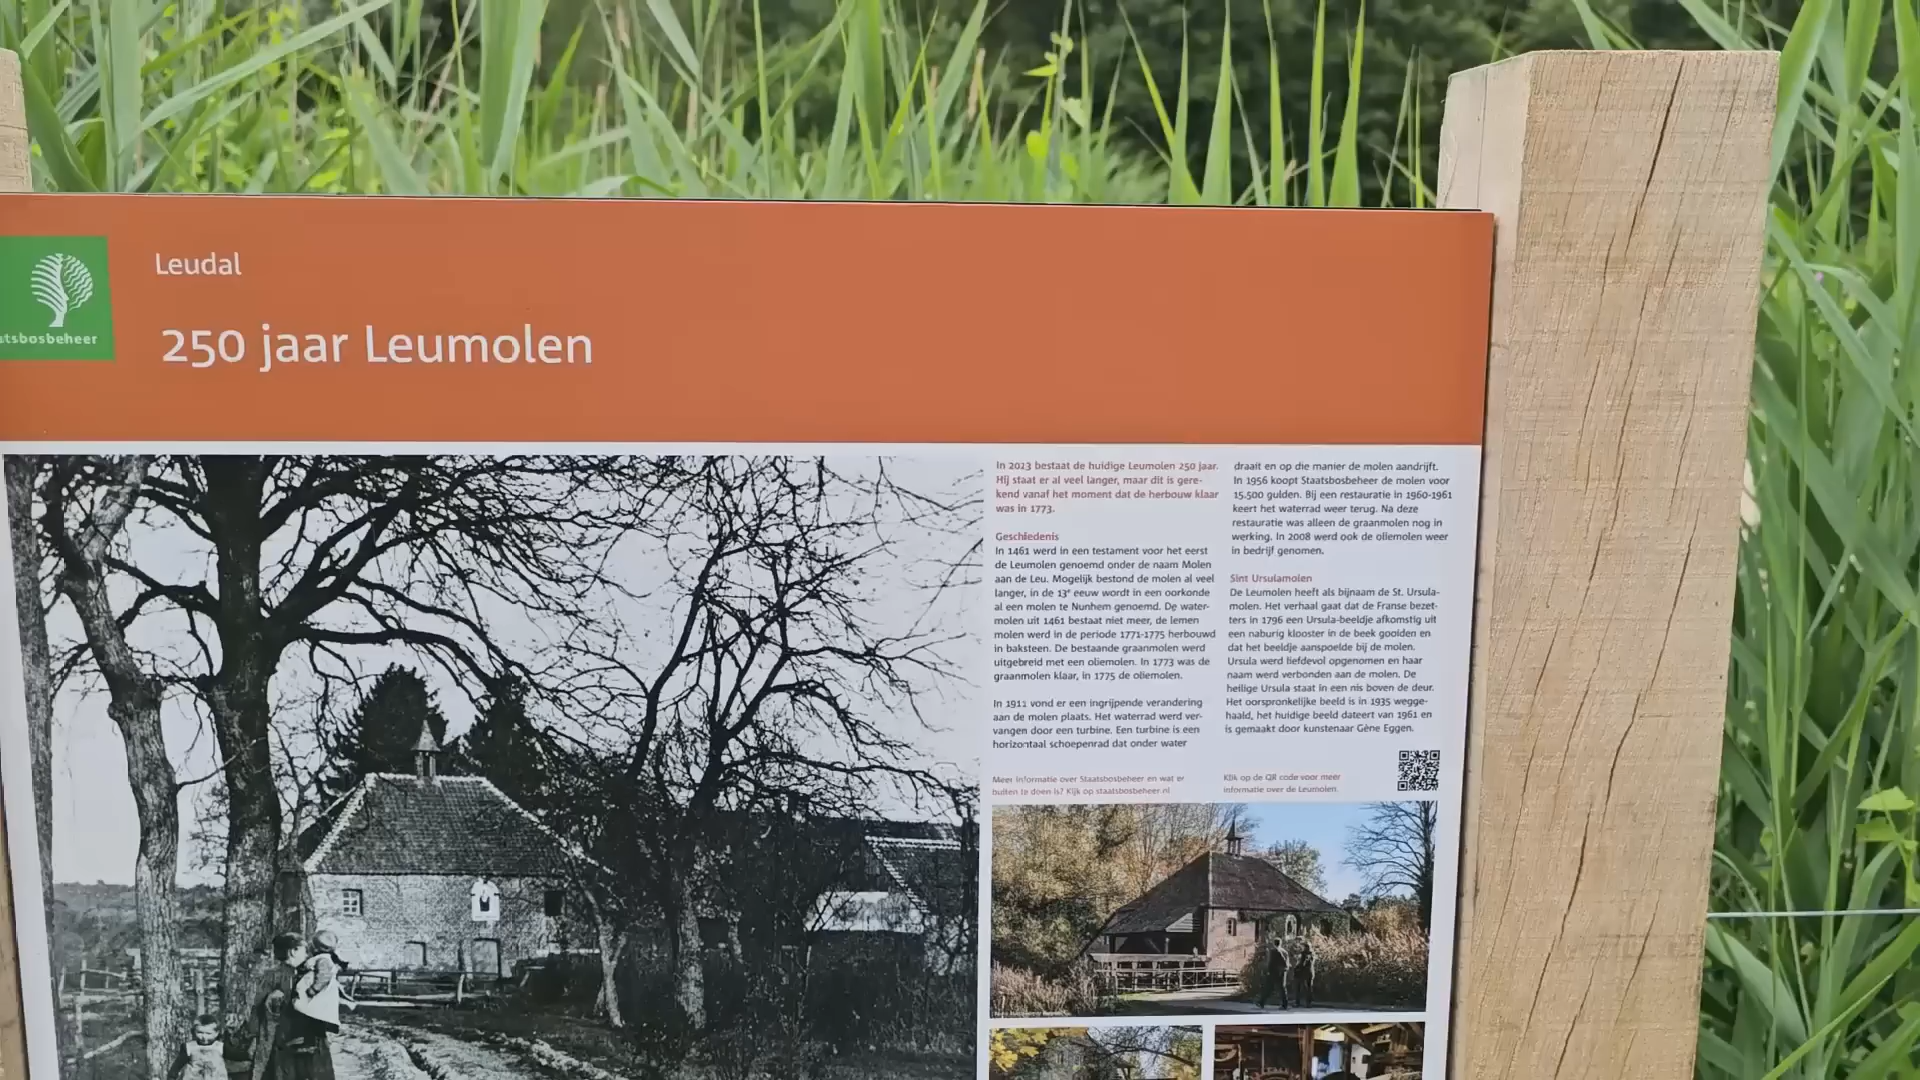 Leudal
atsbosbeheer
250 jaar Leumolen
In 2023 bestaat de huidige Leumolen 250 jaar.
Hij staat er al veel langer, maar dit is gere-
kend vanaf het moment dat de herbouw klaar
was in 1773.
Geschiedenis
In 1461 werd in een testament voor het eerst
de Leumolen genoemd onder de naam Molen
aan de Leu. Mogelijk bestond de molen al veel
langer, in de 13e eeuw wordt in een oorkonde
al een molen te Nunhem genoemd. De water-
molen uit 1461 bestaat niet meer, de lemen
molen werd in de periode 1771-1775 herbouwd
in baksteen. De bestaande graanmolen werd
uitgebreid met een oliemolen. In 1773 was de
graanmolen klaar, in 1775 de oliemolen.
In 1911 vond er een ingrijpende verandering
aan de molen plaats. Het waterrad werd ver-
vangen door een turbine. Een turbine is een
horizontaal schoepenrad dat onder water
Meer informatie over Staatsbosbeheer en wat er
buiten te doen is? Kijk op staatsbosbeheer.nl
draait en op die manier de molen aandrijft.
In 1956 koopt Staatsbosbeheer de molen voor
15.500 gulden. Bij een restauratie in 1960-1961
keert het waterrad weer terug. Na deze
restauratie was alleen de graanmolen nog in
werking. In 2008 werd ook de oliemolen weer
in bedrijf genomen.
Sint Ursulamolen
De Leumolen heeft als bijnaam de St. Ursula-
molen. Het verhaal gaat dat de Franse bezet-
ters in 1796 een Ursula-beeldje afkomstig uit
een naburig klooster in de beek gooiden en
dat het beeldje aanspoelde bij de molen.
Ursula werd liefdevol opgenomen en haar
naam werd verbonden aan de molen. De
heilige Ursula staat in een nis boven de deur.
Het oorspronkelijke beeld is in 1935 wegge-
haald, het huidige beeld dateert van 1961 en
is gemaakt door kunstenaar Gène Eggen.
Klik op de QR code voor meer
informatie over de Leumolen.